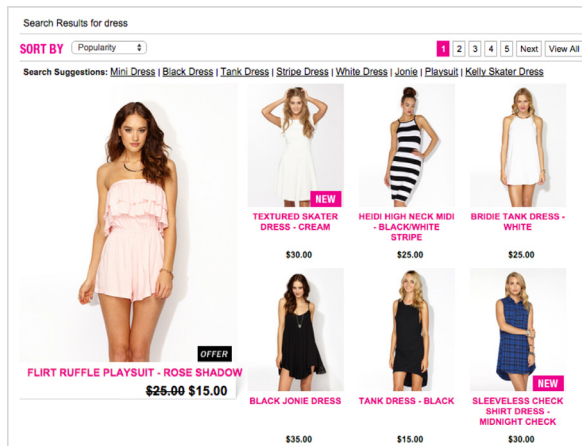 Search Results for dress
SORT BY Popularity 1 2 3 4 5 Next View All
Search Suggestions: Mini Dress | Black Dress | Tank Dress | Stripe Dress | White Dress | Jonie | Playsuit | Kelly Skater Dress
OFFER
FLIRT RUFFLE PLAYSUIT - ROSE SHADOW
$25.00 $15.00
NEW
TEXTURED SKATER
DRESS - CREAM
$30.00
HEIDI HIGH NECK MIDI
- BLACK/WHITE
STRIPE
$25.00
BRIDIE TANK DRESS -
WHITE
$25.00
BLACK JONIE DRESS
$35.00
TANK DRESS - BLACK
$15.00
NEW
SLEEVELESS CHECK
SHIRT DRESS -
MIDNIGHT CHECK
$30.00